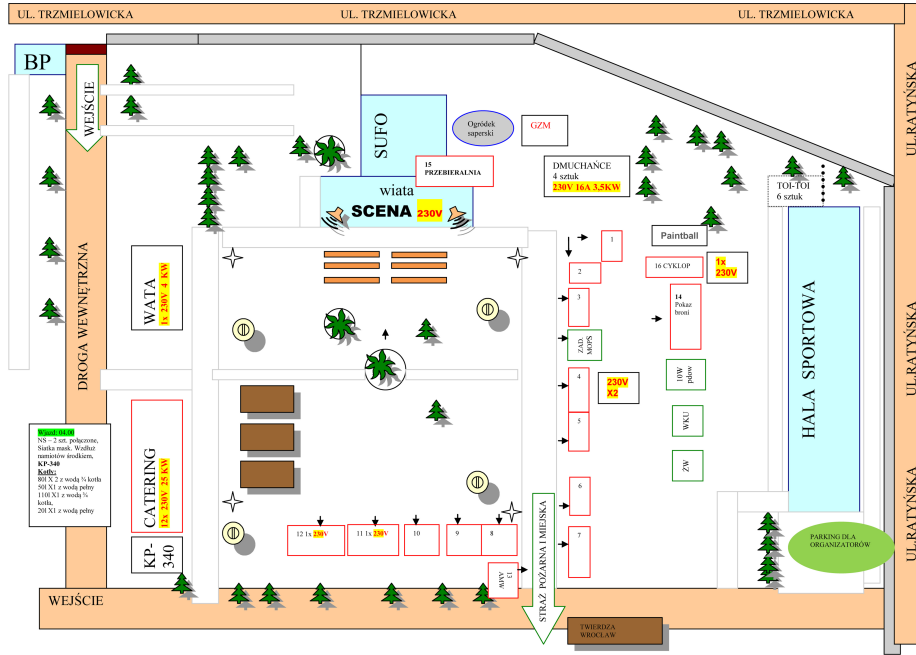 UL. TRZMIELOWICKA
UL. TRZMIELOWICKA
UL. TRZMIELOWICKA
BP
WEJŚCIE
SUFO
Ogródek
saperski
GZM
15
PRZEBIERALNIA
DMUCHAŃCE
4 sztuk
230V 16A 3,5KW
TOI-TOI
6 sztuk
UL.RATYŃSKA
wiata
SCENA 230V
Paintball
1
2
16 CYKLOP
1x
230V
3
14
Pokaz
broni
WATA
1x 230V 4 KW
DROGA WEWNĘTRZNA
ZAD.
MOPS
HALA SPORTOWA
UL.RATYŃSKA
4
230V
X2
10W
pdow
5
WKU
ŻW
Wjazd: 04.00
NS – 2 szt. połączone,
Siatka mask. Wzdłuż
namiotów środkiem,
KP-340
Kotły:
80l X 2 z wodą ¾ kotła
50l X1 z wodą pełny
110l X1 z wodą ¾
kotła,
20l X1 z wodą pełny
CATERING
12x 230V 25 KW
KP-
340
6
7
12 1x 230V
11 1x 230V
10
9
8
13
AMW
STRAŻ POŻARNA I MIEJSKA
PARKING DLA
ORGANIZATORÓW
UL.RATYŃSKA
WEJŚCIE
TWIERDZA
WROCŁAW